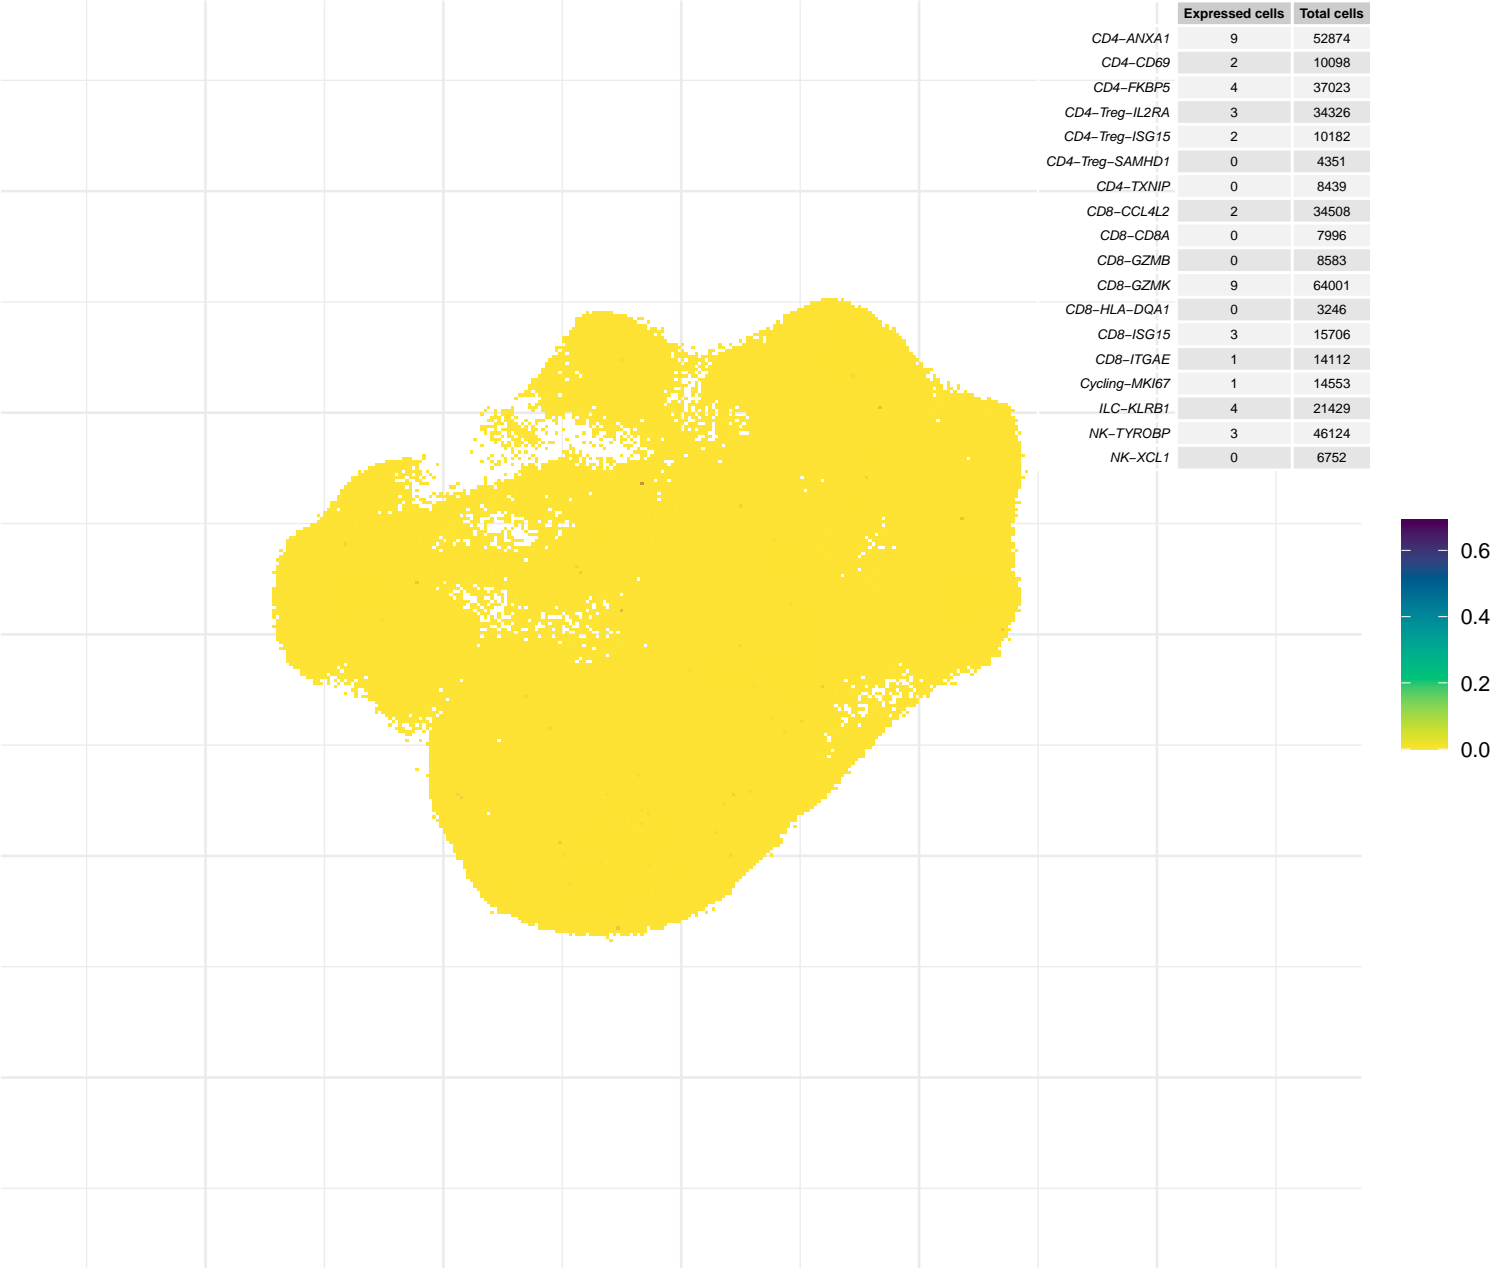 Expressed cells Total cells
CD4−ANXA1 9 52874
CD4−CD69 2 10098
CD4−FKBP5 4 37023
CD4−Treg−IL2RA 3 34326
CD4−Treg−ISG15 2 10182
CD4−Treg−SAMHD1 0 4351
CD4−TXNIP 0 8439
CD8−CCL4L2 2 34508
CD8−CD8A 0 7996
CD8−GZMB 0 8583
CD8−GZMK 9 64001
CD8−HLA−DQA1 0 3246
CD8−ISG15 3 15706
CD8−ITGAE 1 14112
Cycling−MKI67 1 14553
ILC−KLRB1 4 21429
NK−TYROBP 3 46124
NK−XCL1 0 6752
0.6
0.4
0.2
0.0